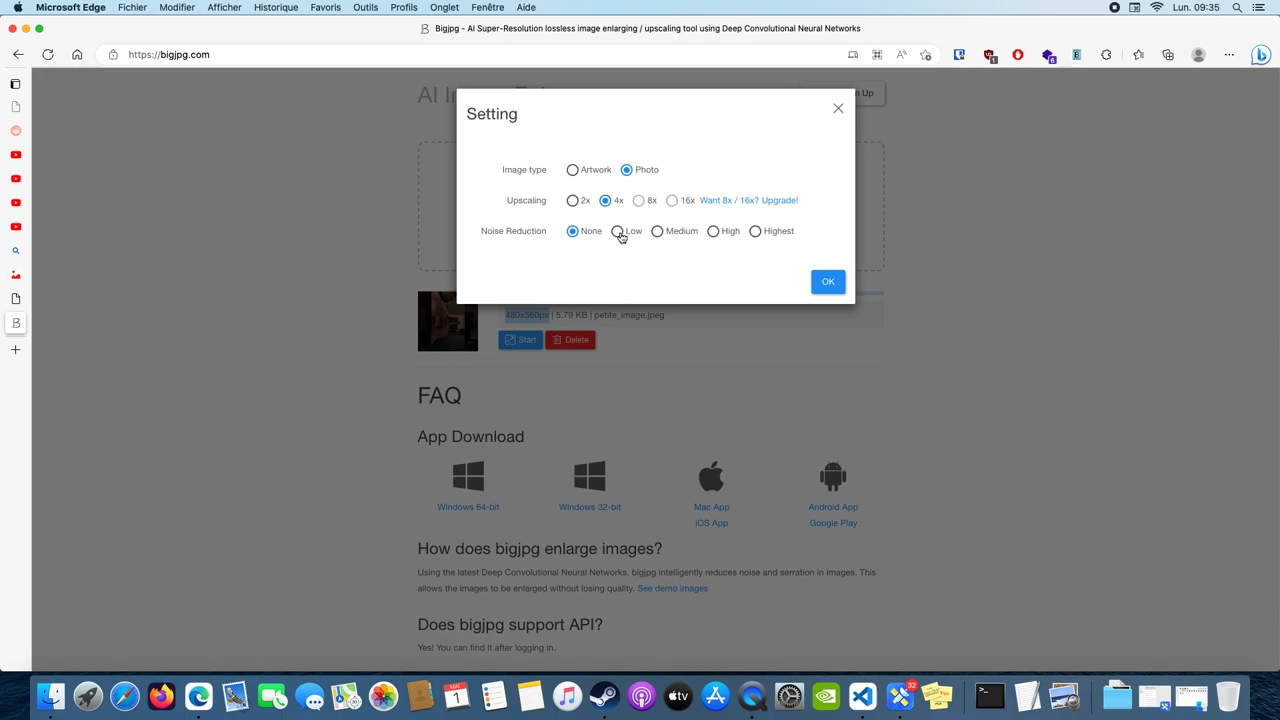 Microsoft Edge Fichier Modifier Afficher Historique Favoris Outils Profils Onglet Fenêtre Aide Lun. 09:35
Bigjpg - AI Super-Resolution lossless image enlarging / upscaling tool using Deep Convolutional Neural Networks
https://bigjpg.com
AI I
n Up
Setting
Image type Artwork Photo
Upscaling 2x 4x 8x 16x Want 8x / 16x? Upgrade!
Noise Reduction None Low Medium High Highest
OK
480x360px | 5.79 KB | petite_image.jpeg
Start Delete
FAQ
App Download
Windows 64-bit Windows 32-bit Mac App Android App
iOS App Google Play
How does bigjpg enlarge images?
Using the latest Deep Convolutional Neural Networks, bigjpg intelligently reduces noise and serration in images. This
allows the images to be enlarged without losing quality. See demo images
Does bigjpg support API?
Yes! You can find it after logging in.